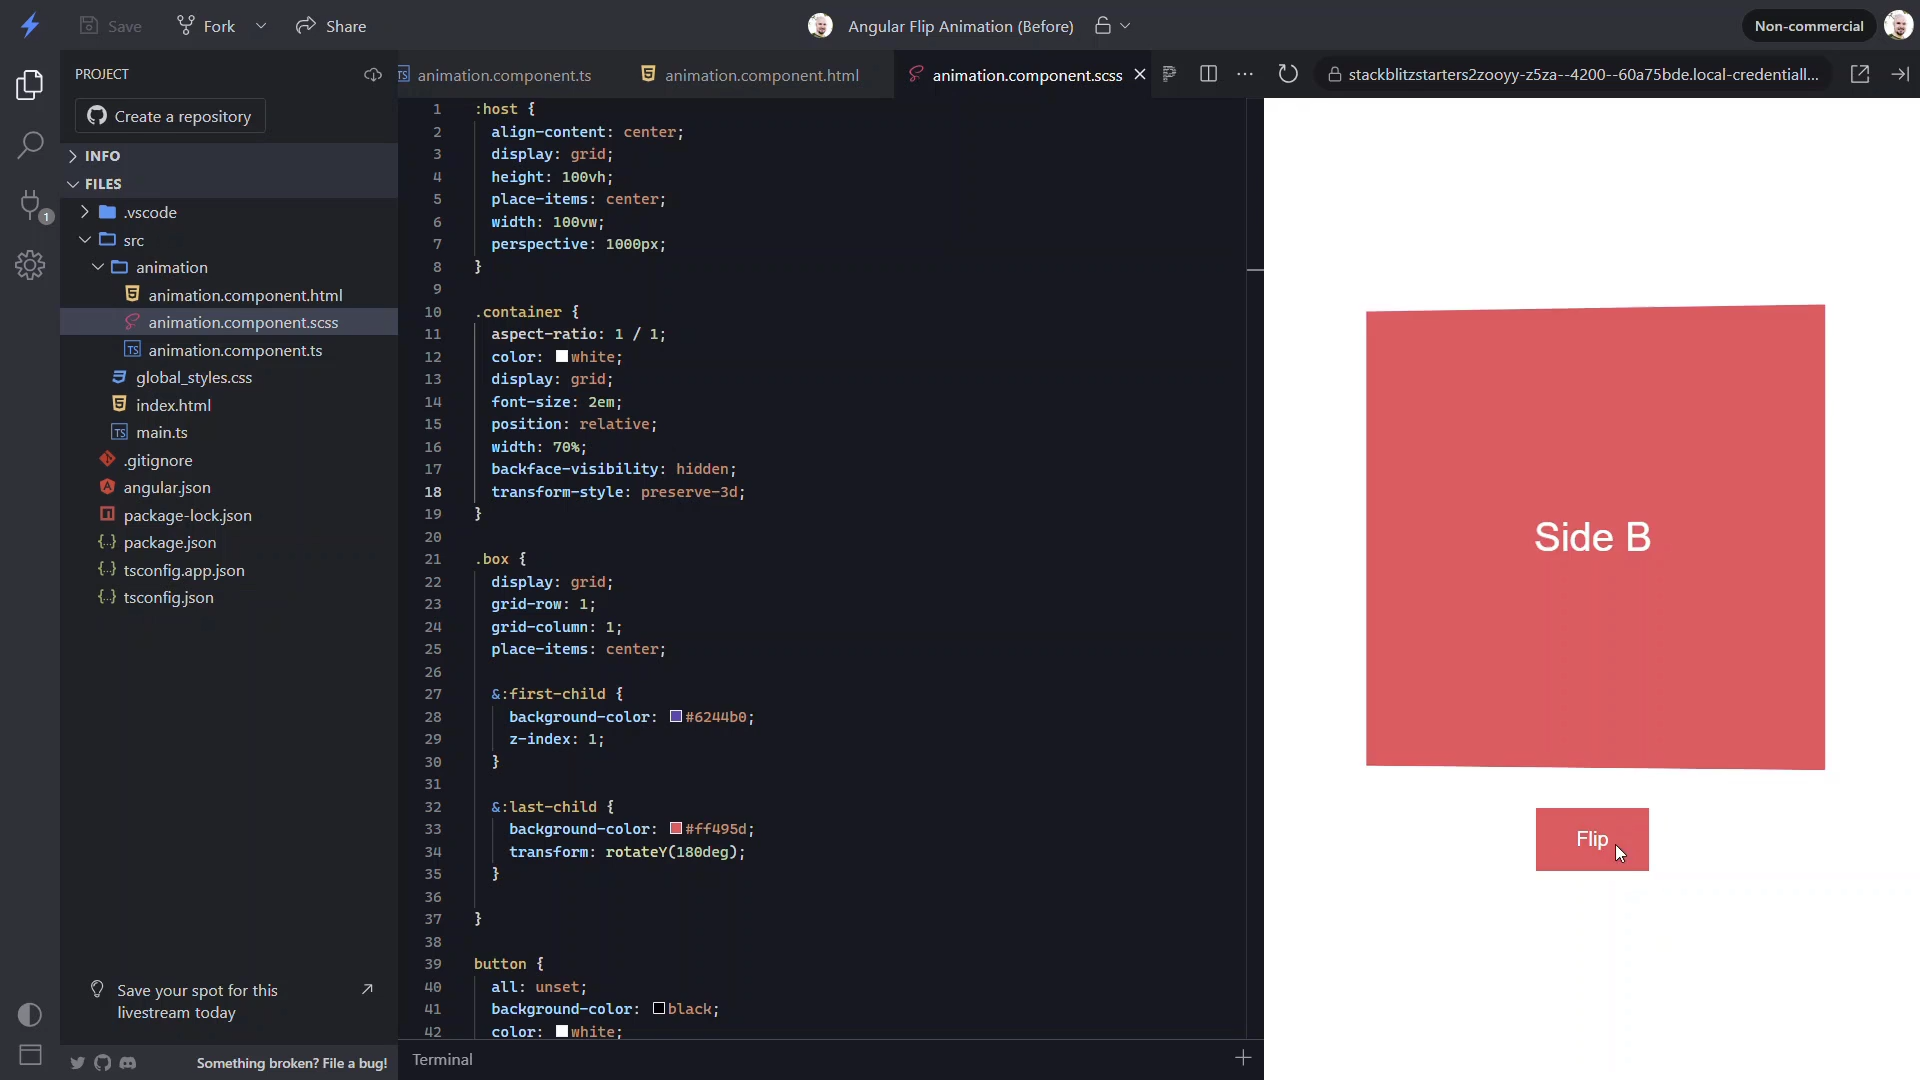 Save
Fork
Share
Angular Flip Animation (Before)
Non-commercial
PROJECT
Create a repository
INFO
FILES
.vscode
src
animation
animation.component.html
animation.component.scss
animation.component.ts
global_styles.css
index.html
main.ts
.gitignore
angular.json
package-lock.json
package.json
tsconfig.app.json
tsconfig.json
1
Save your spot for this
livestream today
Something broken? File a bug!
animation.component.ts
animation.component.html
animation.component.scss
stackblitzstarters2zooyy-z5za--4200--60a75bde.local-credentiall...
1 :host {
2 align-content: center;
3 display: grid;
4 height: 100vh;
5 place-items: center;
6 width: 100vw;
7 perspective: 1000px;
8 }
9
10 .container {
11 aspect-ratio: 1 / 1;
12 color: white;
13 display: grid;
14 font-size: 2em;
15 position: relative;
16 width: 70%;
17 backface-visibility: hidden;
18 transform-style: preserve-3d;
19 }
20
21 .box {
22 display: grid;
23 grid-row: 1;
24 grid-column: 1;
25 place-items: center;
26
27 &:first-child {
28 background-color: #6244b0;
29 z-index: 1;
30 }
31
32 &:last-child {
33 background-color: #ff495d;
34 transform: rotateY(180deg);
35 }
36
37 }
38
39 button {
40 all: unset;
41 background-color: black;
42 color: white;
Terminal
Side B
Flip